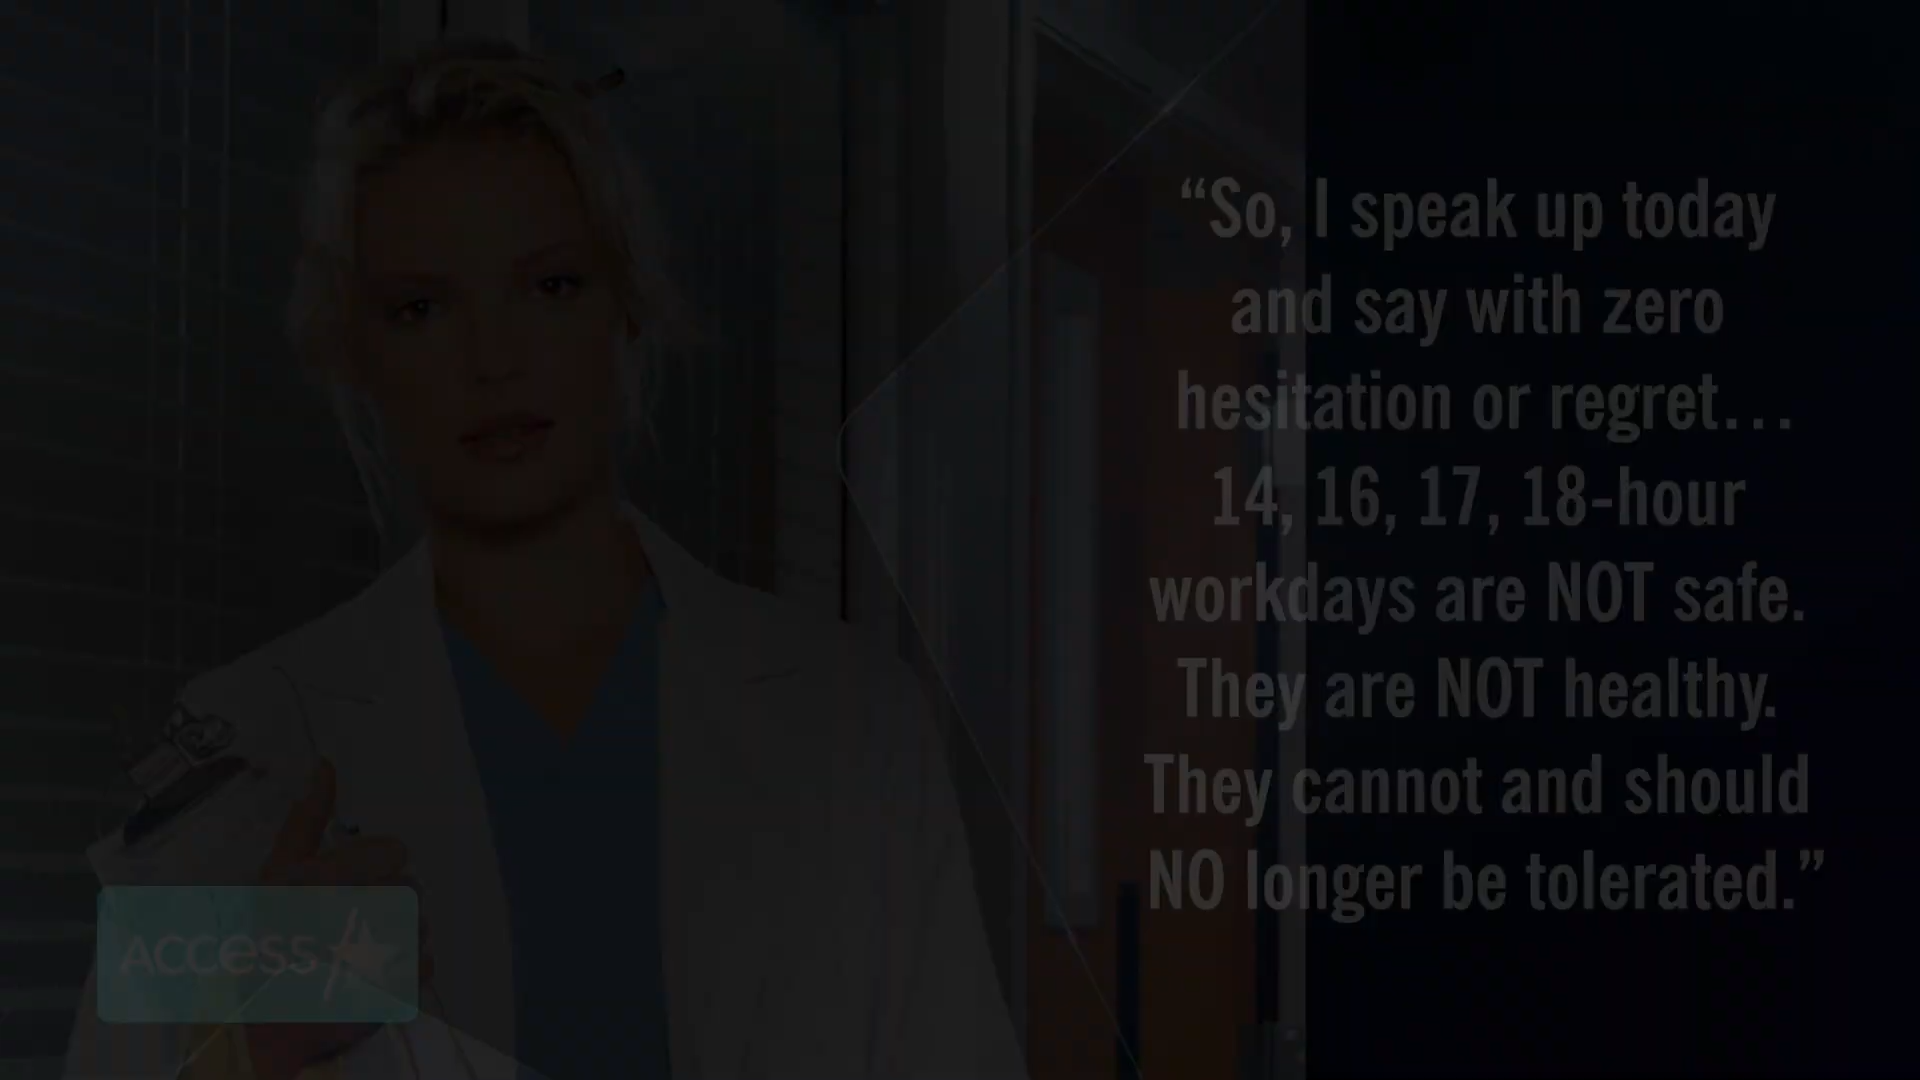 “So, I speak up today
and say with zero
hesitation or regret...
14, 16, 17, 18-hour
workdays are NOT safe.
They are NOT healthy.
They cannot and should
NO longer be tolerated.”
access